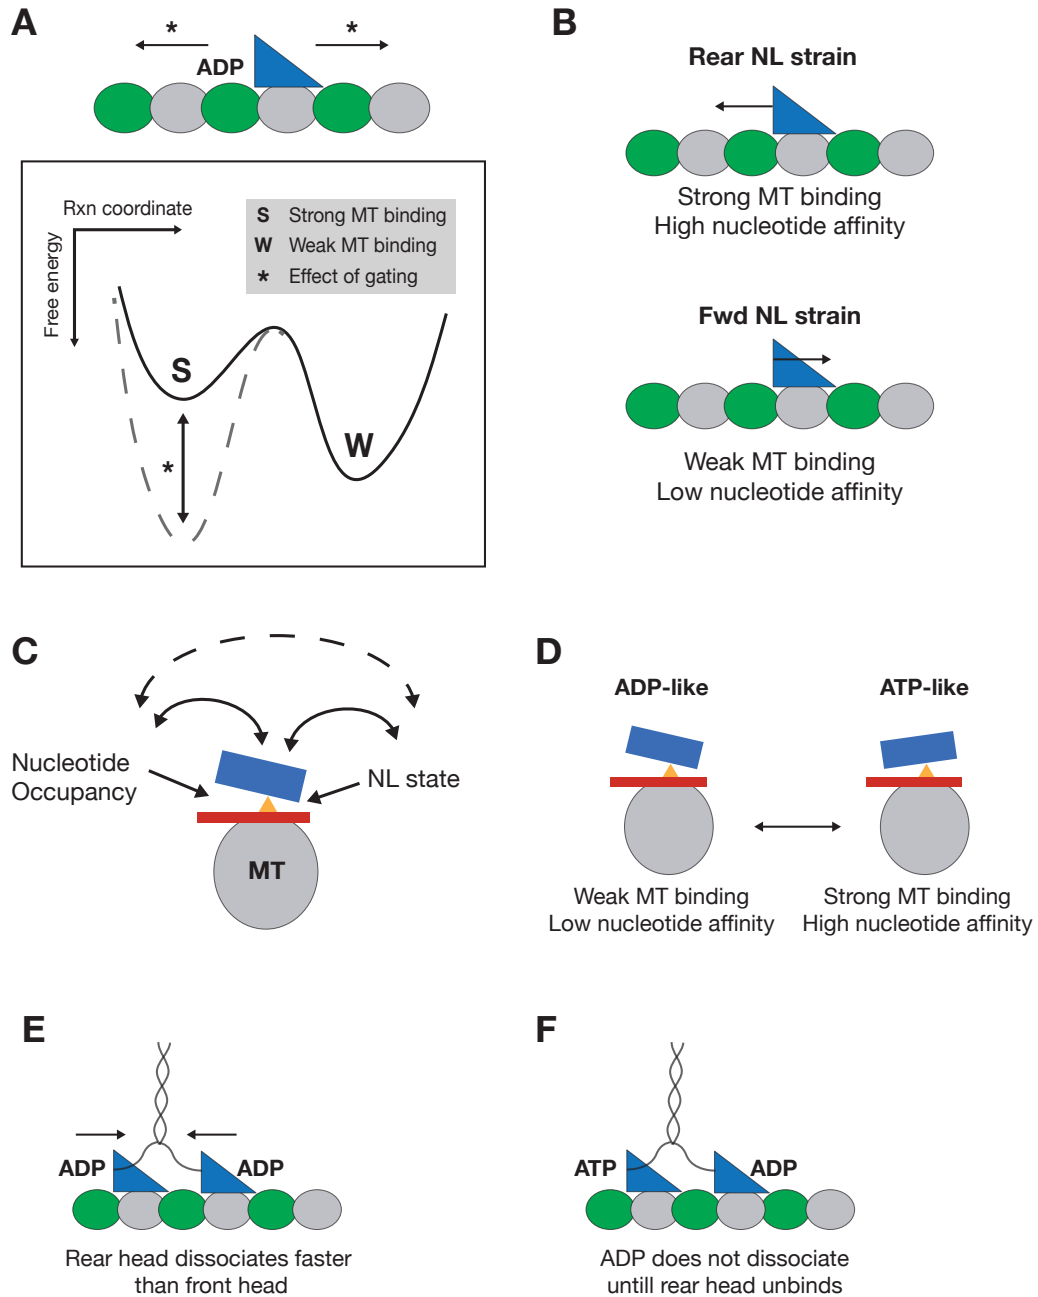 A
*
*
ADP
Rxn coordinate
Free energy
S Strong MT binding
W Weak MT binding
* Effect of gating
S
W
*
B
Rear NL strain
Strong MT binding
High nucleotide affinity
Fwd NL strain
Weak MT binding
Low nucleotide affinity
C
Nucleotide
Occupancy
NL state
MT
D
ADP-like
ATP-like
Weak MT binding
Low nucleotide affinity
Strong MT binding
High nucleotide affinity
E
ADP
ADP
Rear head dissociates faster
than front head
F
ATP
ADP
ADP does not dissociate
untill rear head unbinds